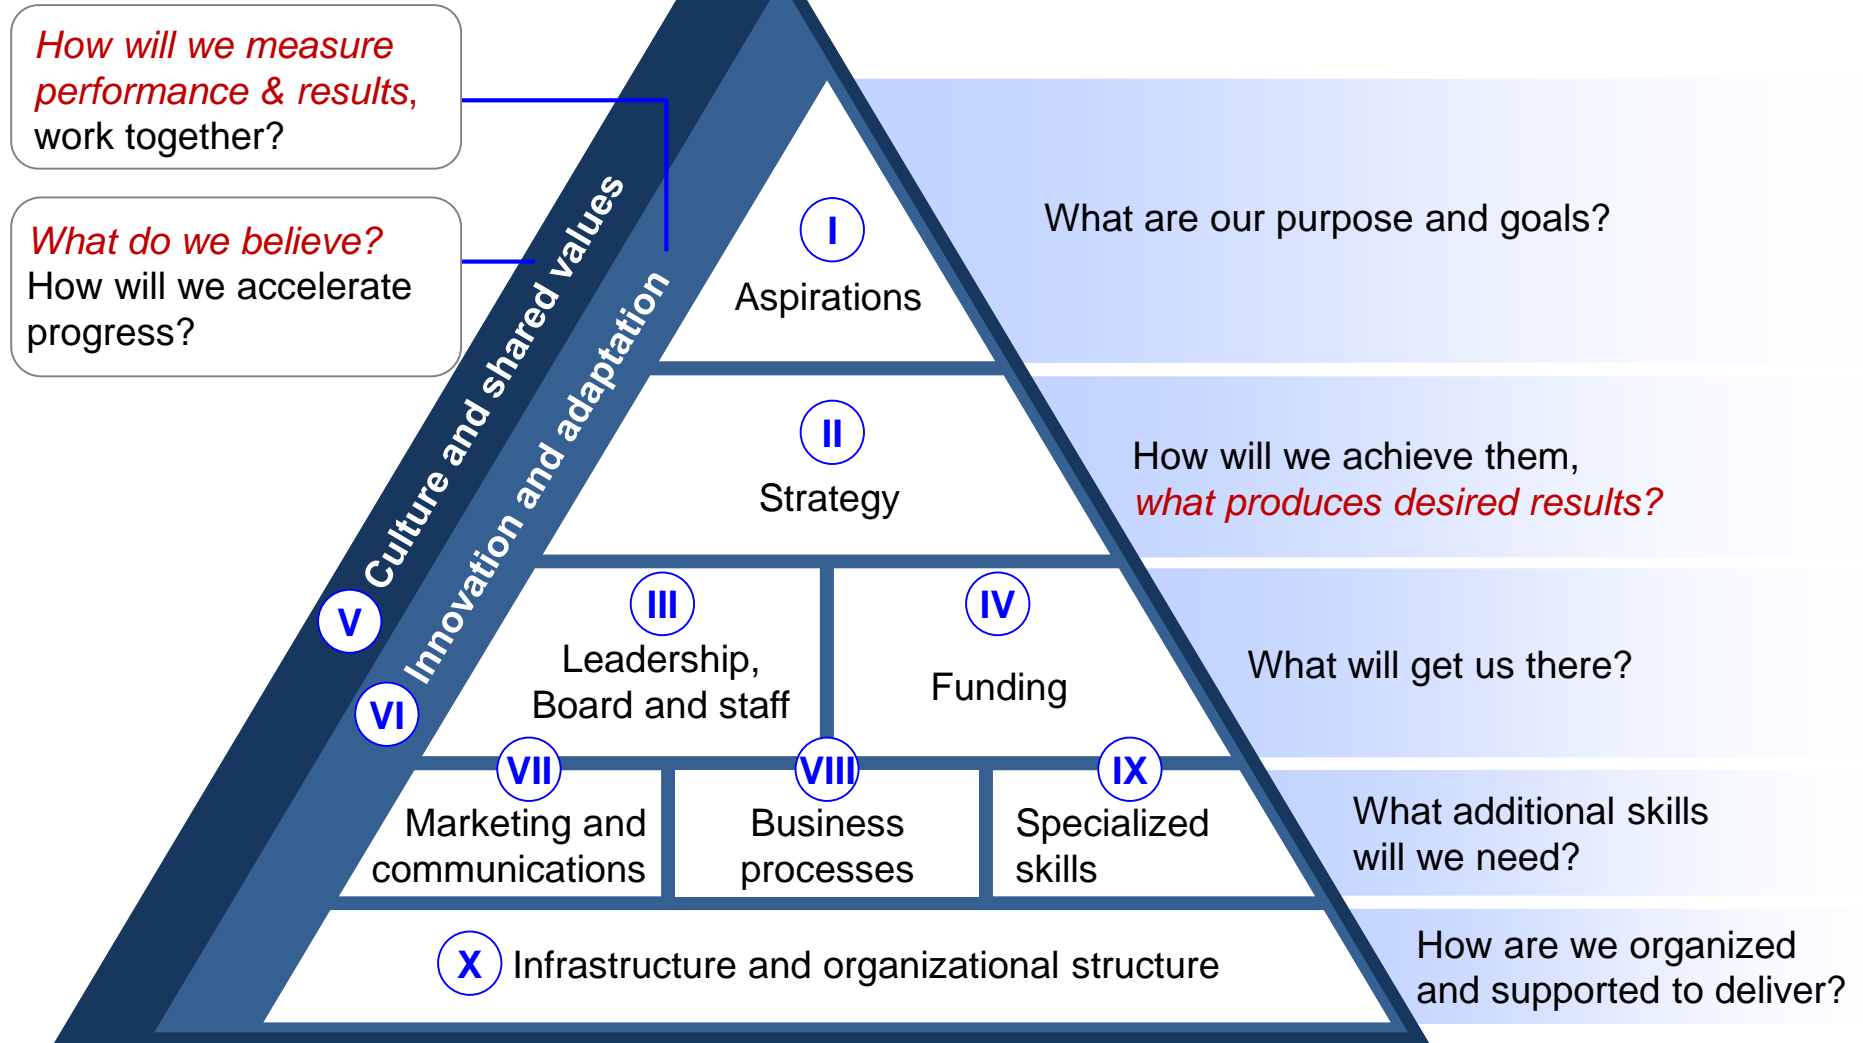 How will we measure
performance & results,
work together?
What do we believe?
How will we accelerate
progress?
V Culture and shared values
VI Innovation and adaptation
I
Aspirations
What are our purpose and goals?
II
Strategy
How will we achieve them,
what produces desired results?
III
Leadership,
Board and staff
IV
Funding
What will get us there?
VII
Marketing and
communications
VIII
Business
processes
IX
Specialized
skills
What additional skills
will we need?
X Infrastructure and organizational structure
How are we organized
and supported to deliver?